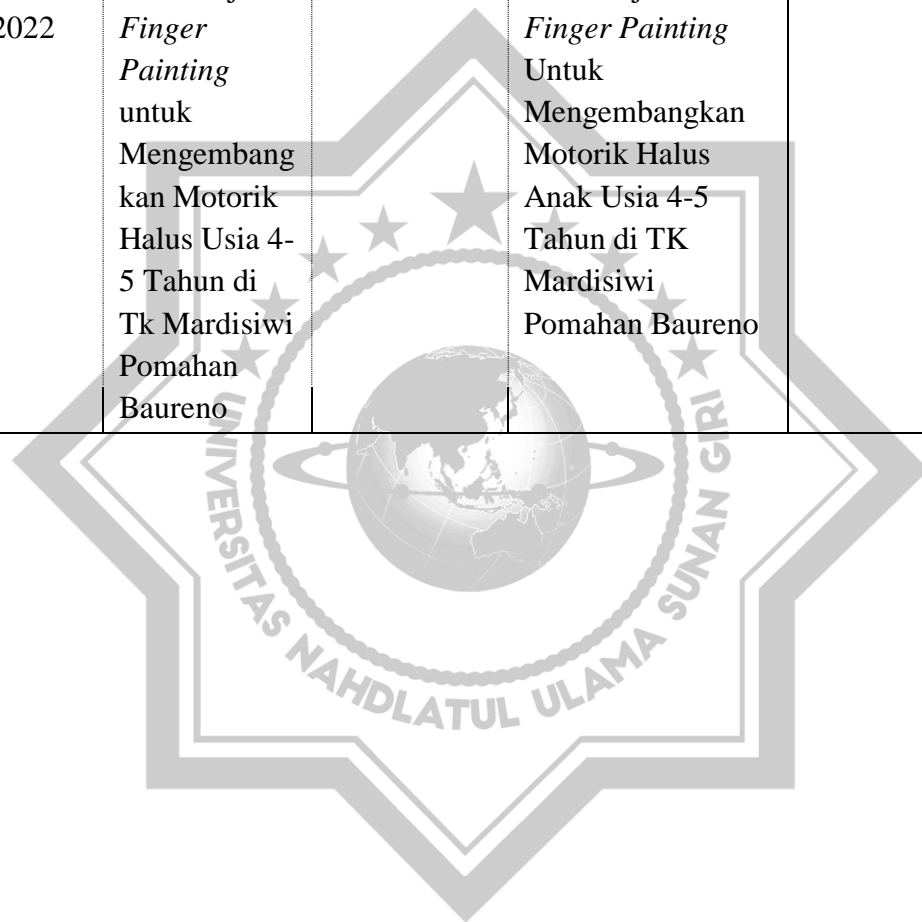 2022
Finger
Painting
untuk
Mengembang
kan Motorik
Halus Usia 4-
5 Tahun di
Tk Mardisiwi
Pomahan
Baureno
Finger Painting
Untuk
Mengembangkan
Motorik Halus
Anak Usia 4-5
Tahun di TK
Mardisiwi
Pomahan Baureno
UNIVERSITAS NAHDLATUL ULAMA SUNAN GIRI